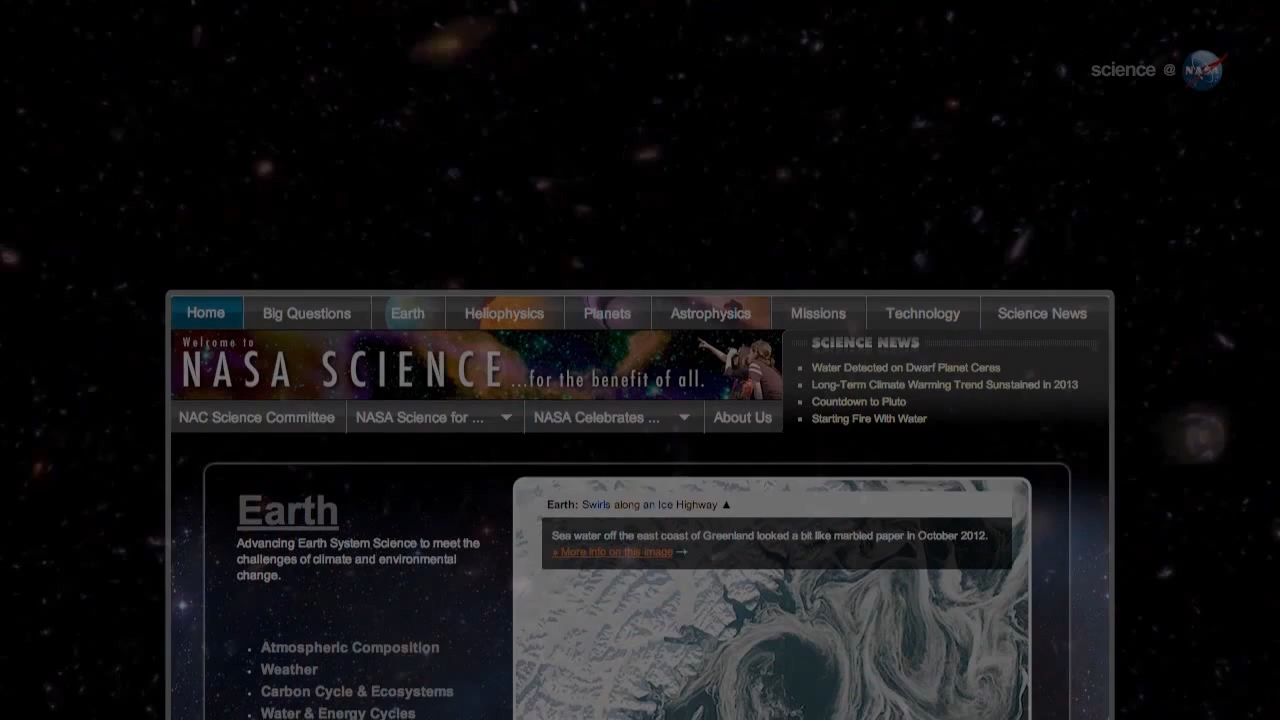 science @ NASA
Home Big Questions Earth Heliophysics Planets Astrophysics Missions Technology Science News
Welcome to
NASA SCIENCE ...for the benefit of all.
SCIENCE NEWS
Water Detected on Dwarf Planet Ceres
Long-Term Climate Warming Trend Sunstained in 2013
Countdown to Pluto
Starting Fire With Water
NAC Science Committee NASA Science for ... NASA Celebrates ... About Us
Earth
Advancing Earth System Science to meet the
challenges of climate and environmental
change.
Earth: Swirls along an Ice Highway ▲
Sea water off the east coast of Greenland looked a bit like marbled paper in October 2012.
» More info on this image →
• Atmospheric Composition
• Weather
• Carbon Cycle & Ecosystems
• Water & Energy Cycles